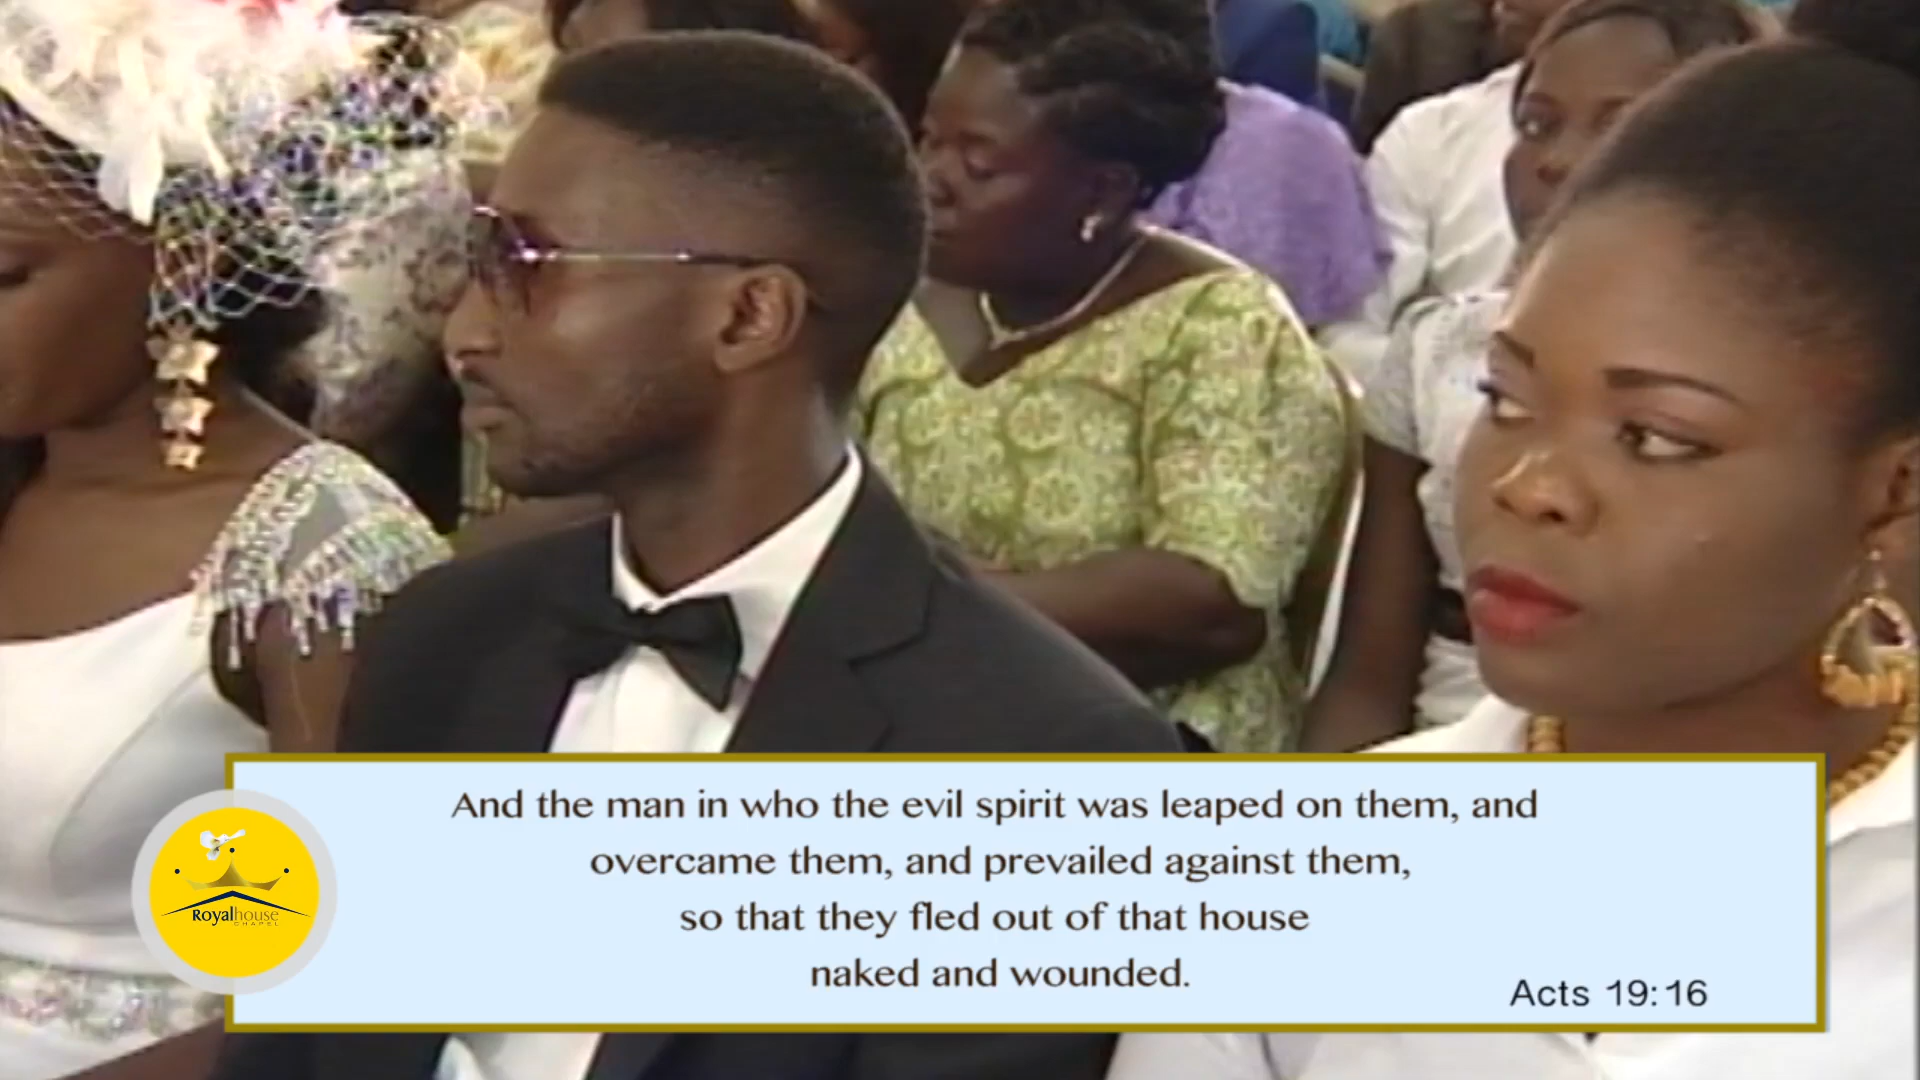 And the man in who the evil spirit was leaped on them, and
overcame them, and prevailed against them,
so that they fled out of that house
naked and wounded.
Acts 19:16
Royalhouse
CHAPEL